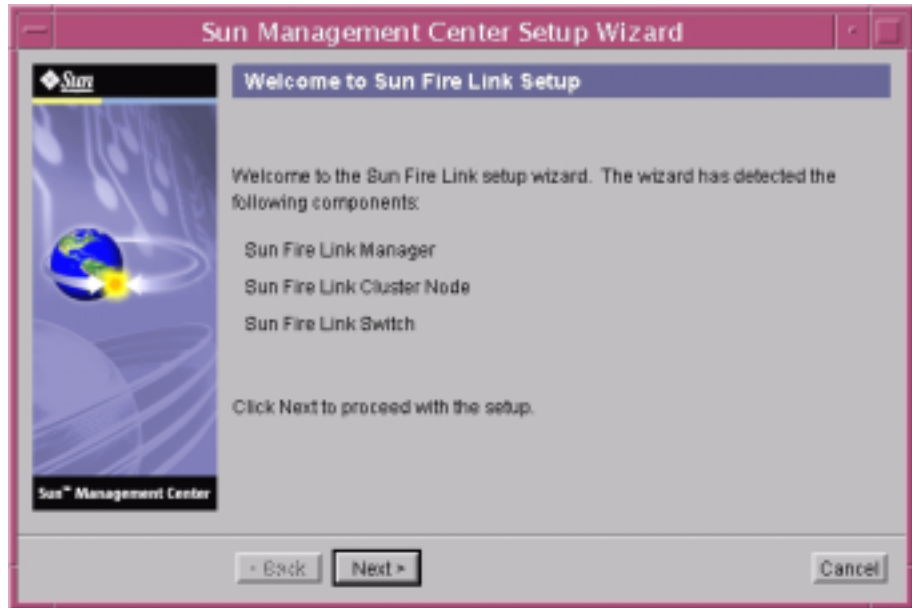 Sun Management Center Setup Wizard
Sun
Welcome to Sun Fire Link Setup
Welcome to the Sun Fire Link setup wizard. The wizard has detected the
following components:
Sun Fire Link Manager
Sun Fire Link Cluster Node
Sun Fire Link Switch
Click Next to proceed with the setup.
Sun™ Management Center
< Back Next > Cancel